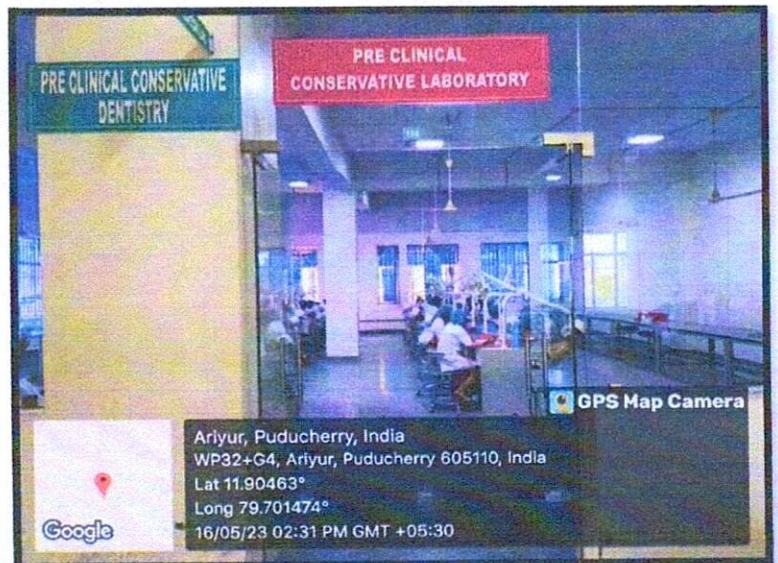 PRE CLINICAL CONSERVATIVE
DENTISTRY
PRE CLINICAL
CONSERVATIVE LABORATORY
GPS Map Camera
Ariyur, Puducherry, India
WP32+G4, Ariyur, Puducherry 605110, India
Lat 11.90463°
Long 79.701474°
16/05/23 02:31 PM GMT +05:30
Google